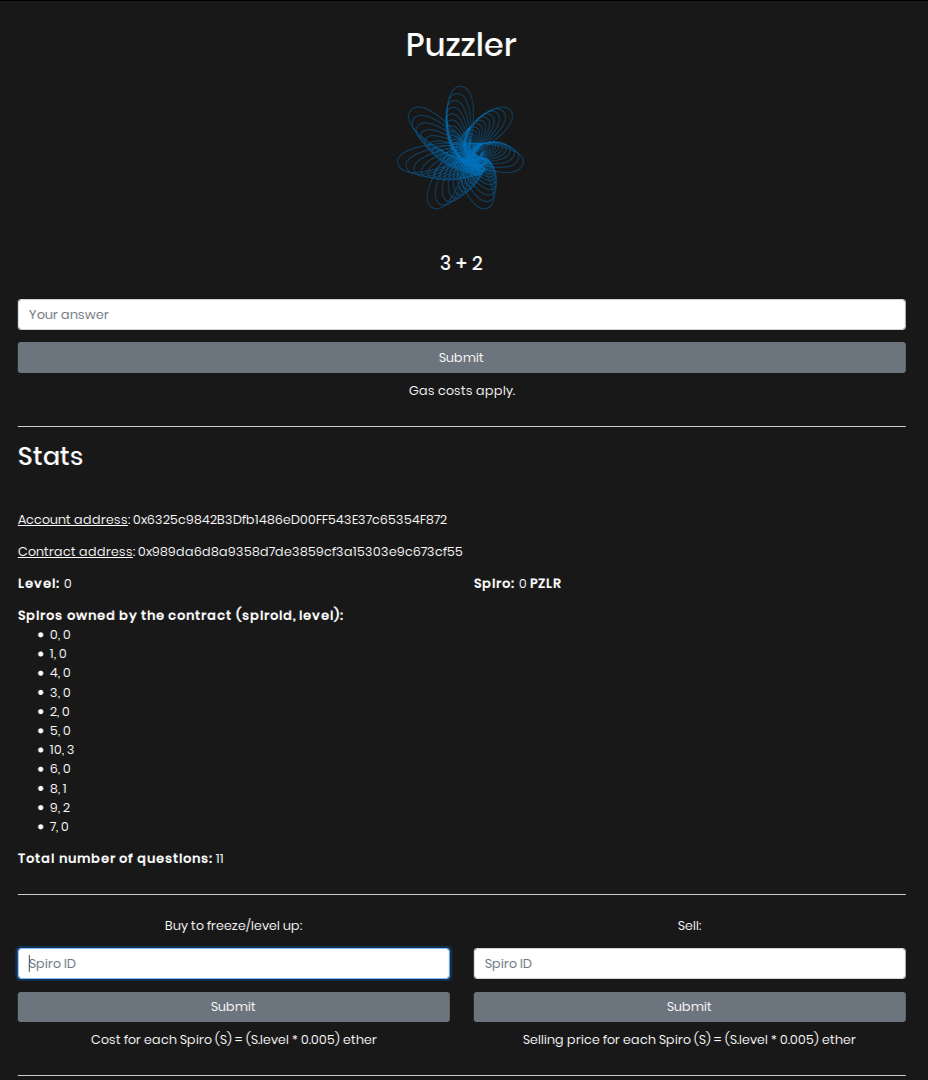 Puzzler
3 + 2
Your answer
Submit
Gas costs apply.
Stats
Account address: 0x6325c9842B3Dfb1486eD00FF543E37c65354F872
Contract address: 0x989da6d8a9358d7de3859cf3a15303e9c673cf55
Level: 0
Spiro: 0 PZLR
Spiros owned by the contract (spiroId, level):
0, 0
1, 0
4, 0
3, 0
2, 0
5, 0
10, 3
6, 0
8, 1
9, 2
7, 0
Total number of questions: 11
Buy to freeze/level up:
Sell:
Spiro ID
Spiro ID
Submit
Submit
Cost for each Spiro (S) = (S.level * 0.005) ether
Selling price for each Spiro (S) = (S.level * 0.005) ether